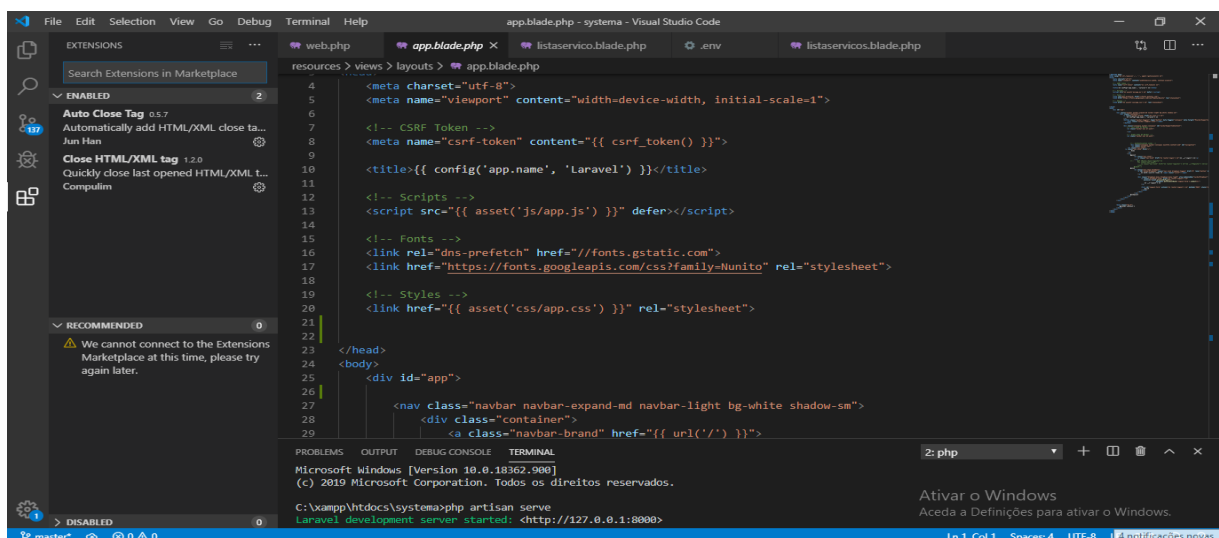 File Edit Selection View Go Debug Terminal Help
app.blade.php - systema - Visual Studio Code
EXTENSIONS
Search Extensions in Marketplace
ENABLED 2
Auto Close Tag 0.5.7
Automatically add HTML/XML close ta...
Jun Han
Close HTML/XML tag 1.2.0
Quickly close last opened HTML/XML t...
Compulim
137
RECOMMENDED 0
We cannot connect to the Extensions
Marketplace at this time, please try
again later.
1
DISABLED 0
web.php app.blade.php listaservico.blade.php .env listaservicos.blade.php
resources > views > layouts > app.blade.php
4 <meta charset="utf-8">
5 <meta name="viewport" content="width=device-width, initial-scale=1">
6
7 <!-- CSRF Token -->
8 <meta name="csrf-token" content="{{ csrf_token() }}">
9
10 <title>{{ config('app.name', 'Laravel') }}</title>
11
12 <!-- Scripts -->
13 <script src="{{ asset('js/app.js') }}" defer></script>
14
15 <!-- Fonts -->
16 <link rel="dns-prefetch" href="//fonts.gstatic.com">
17 <link href="https://fonts.googleapis.com/css?family=Nunito" rel="stylesheet">
18
19 <!-- Styles -->
20 <link href="{{ asset('css/app.css') }}" rel="stylesheet">
21
22
23 </head>
24 <body>
25 <div id="app">
26
27 <nav class="navbar navbar-expand-md navbar-light bg-white shadow-sm">
28 <div class="container">
29 <a class="navbar-brand" href="{{ url('/') }}">
PROBLEMS OUTPUT DEBUG CONSOLE TERMINAL
2: php
Microsoft Windows [Version 10.0.18362.900]
(c) 2019 Microsoft Corporation. Todos os direitos reservados.
C:\xampp\htdocs\systema>php artisan serve
Laravel development server started: <http://127.0.0.1:8000>
Ativar o Windows
Aceda a Definições para ativar o Windows.
master* 0 0 0
Ln 1, Col 1 Spaces: 4 UTF-8
4 notificações novas